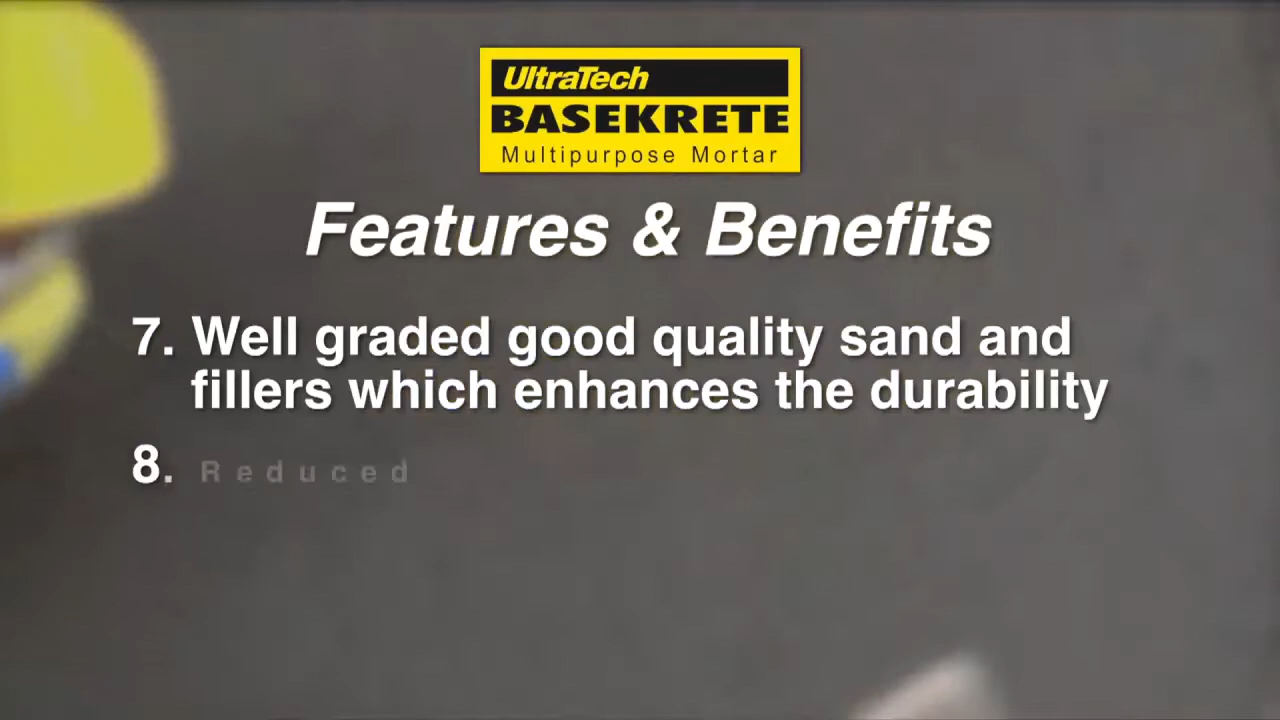 UltraTech
BASEKRETE
Multipurpose Mortar
Features & Benefits
7. Well graded good quality sand and
fillers which enhances the durability
8. Reduced